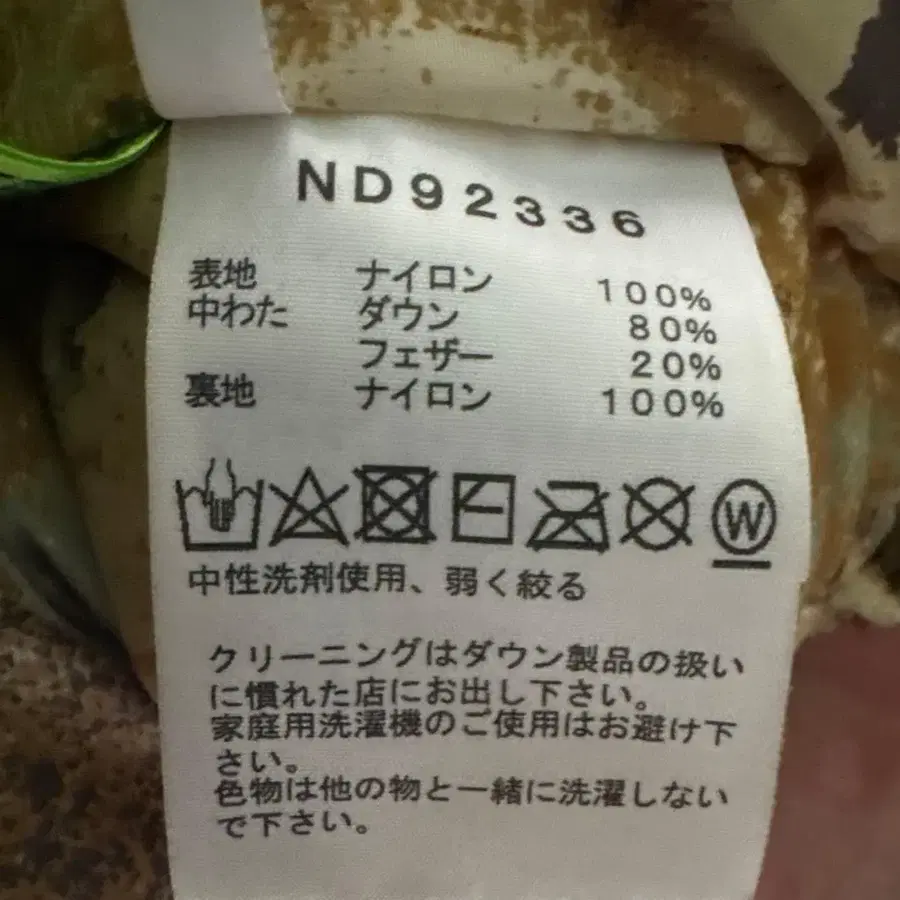 ND92336
表地 ナイロン 100%
中わた ダウン 80%
フェザー 20%
裏地 ナイロン 100%
W
中性洗剤使用、弱く絞る
クリーニングはダウン製品の扱い
に慣れた店にお出し下さい。
家庭用洗濯機のご使用はお避け下
さい。
色物は他の物と一緒に洗濯しない
で下さい。